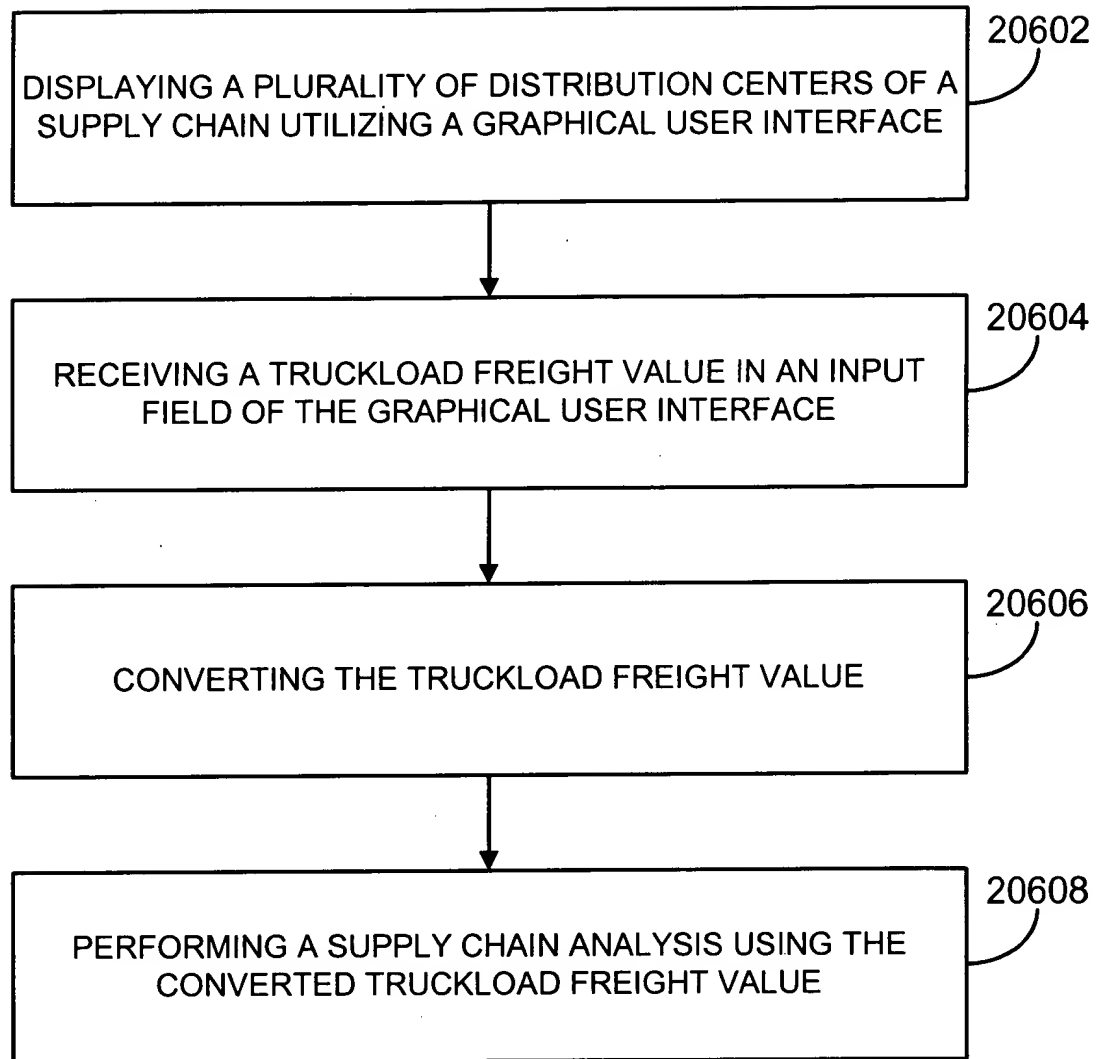 20602
DISPLAYING A PLURALITY OF DISTRIBUTION CENTERS OF A
SUPPLY CHAIN UTILIZING A GRAPHICAL USER INTERFACE
20604
RECEIVING A TRUCKLOAD FREIGHT VALUE IN AN INPUT
FIELD OF THE GRAPHICAL USER INTERFACE
20606
CONVERTING THE TRUCKLOAD FREIGHT VALUE
20608
PERFORMING A SUPPLY CHAIN ANALYSIS USING THE
CONVERTED TRUCKLOAD FREIGHT VALUE